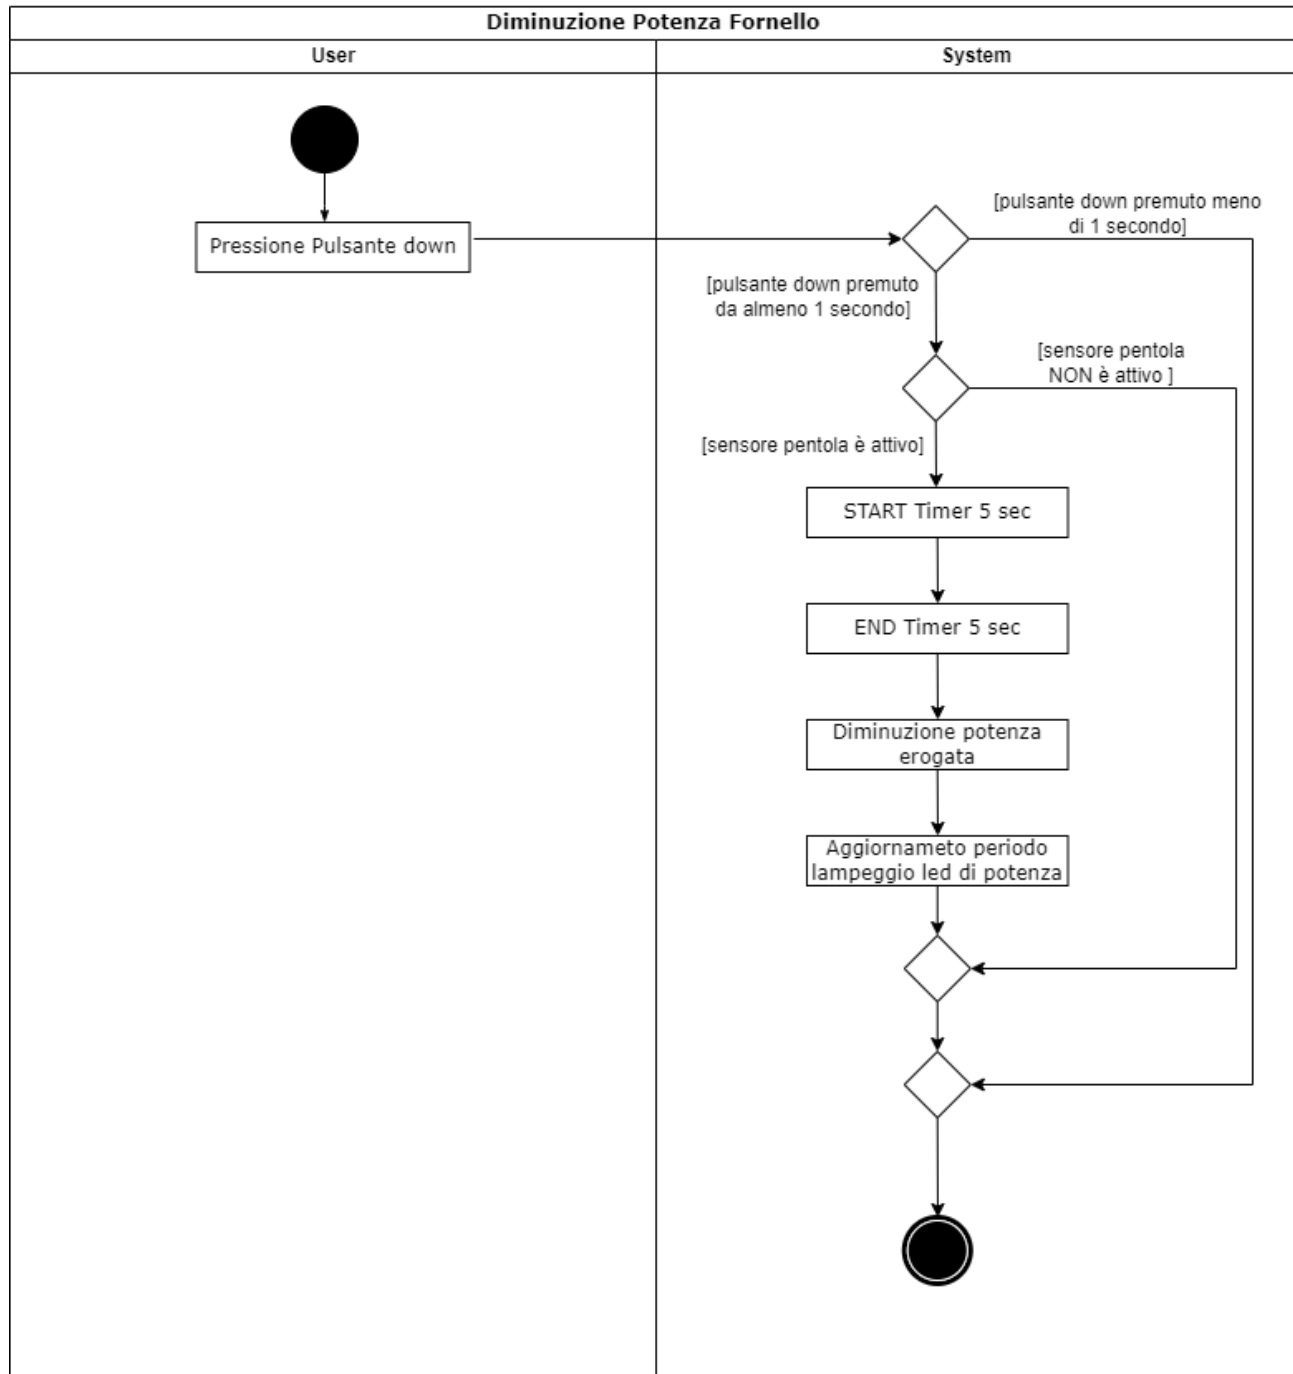 Diminuzione Potenza Fornello
User
System
[pulsante down premuto meno
di 1 secondo]
Pressione Pulsante down
[pulsante down premuto
da almeno 1 secondo]
[sensore pentola
NON è attivo ]
[sensore pentola è attivo]
START Timer 5 sec
END Timer 5 sec
Diminuzione potenza
erogata
Aggiornameto periodo
lampeggio led di potenza